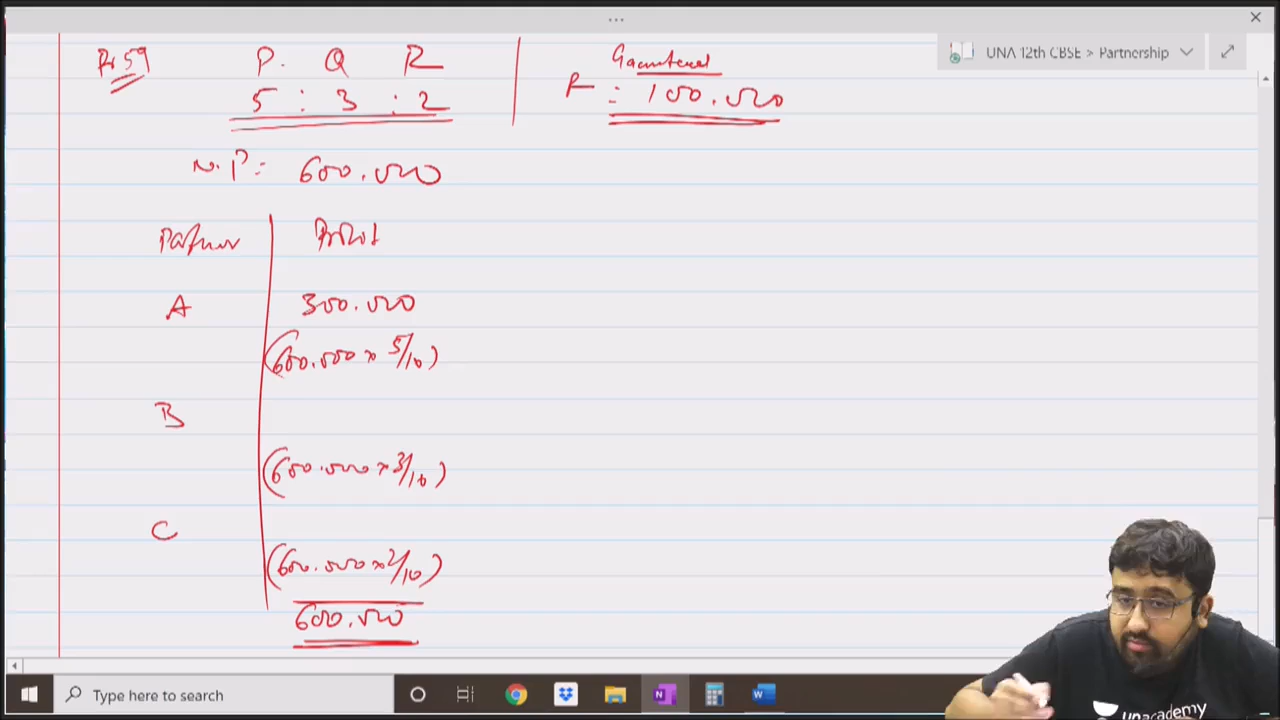 UNA 12th CBSE > Partnership
Pr 59 P. Q R Guaranteed
5 : 3 : 2 R : 100.000
N.P = 600.000
Partner Profit
A 300.000
(600.000 x 5/10)
B
(600.000 x 3/10)
C
(600.000 x 2/10)
600.000
Type here to search
unacademy